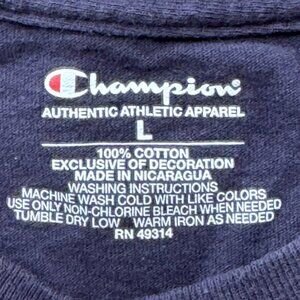 Champion
AUTHENTIC ATHLETIC APPAREL
L
100% COTTON
EXCLUSIVE OF DECORATION
MADE IN NICARAGUA
WASHING INSTRUCTIONS
MACHINE WASH COLD WITH LIKE COLORS
USE ONLY NON-CHLORINE BLEACH WHEN NEEDED
TUMBLE DRY LOW WARM IRON AS NEEDED
RN 49314